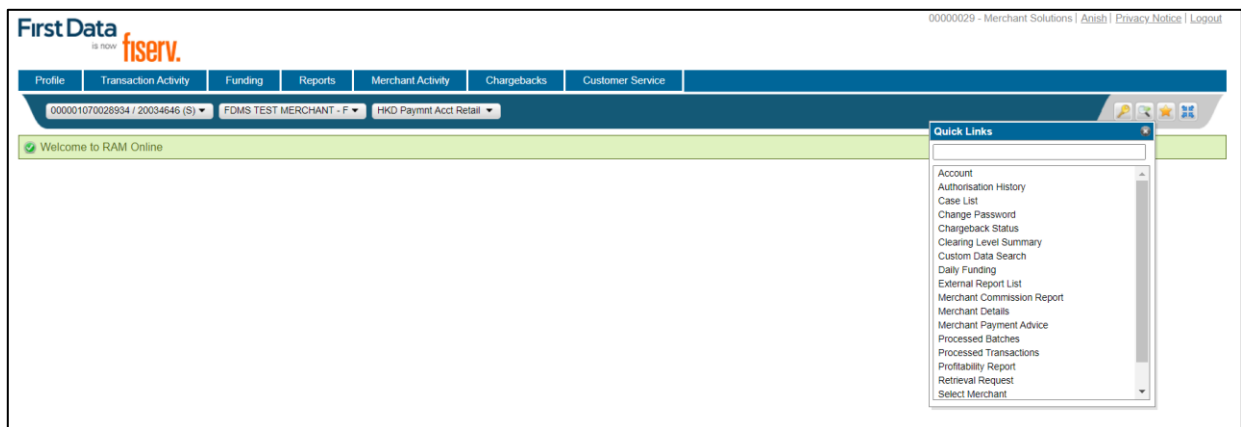 00000029 - Merchant Solutions | Anish | Privacy Notice | Logout
First Data
is now fiserv.
Profile Transaction Activity Funding Reports Merchant Activity Chargebacks Customer Service
000001070028934 / 20034646 (S) FDMS TEST MERCHANT - F HKD Paymnt Acct Retail
Welcome to RAM Online
Quick Links
Account
Authorisation History
Case List
Change Password
Chargeback Status
Clearing Level Summary
Custom Data Search
Daily Funding
External Report List
Merchant Commission Report
Merchant Details
Merchant Payment Advice
Processed Batches
Processed Transactions
Profitability Report
Retrieval Request
Select Merchant